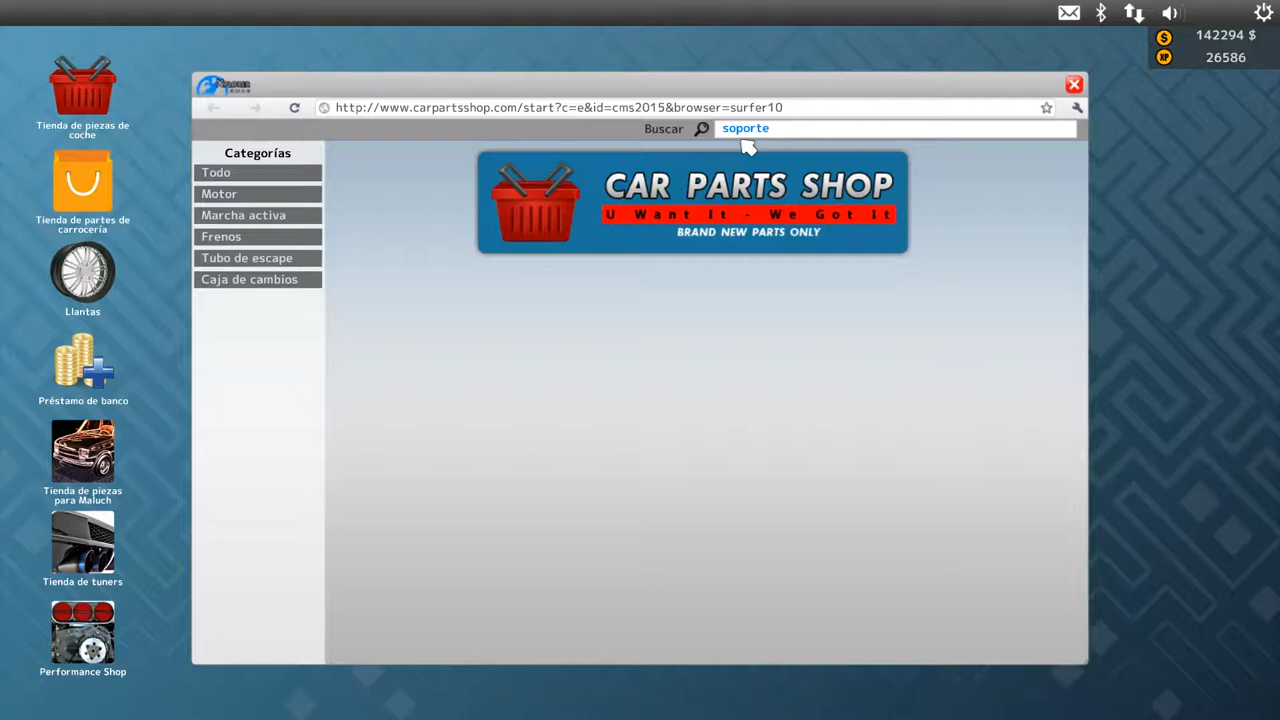 142294 $
26586
Tienda de piezas de
coche
Tienda de partes de
carrocería
Llantas
Préstamo de banco
Tienda de piezas
para Maluch
Tienda de tuners
Performance Shop
http://www.carpartsshop.com/start?c=e&id=cms2015&browser=surfer10
Buscar
soporte
Categorías
Todo
Motor
Marcha activa
Frenos
Tubo de escape
Caja de cambios
CAR PARTS SHOP
U Want It - We Got It
BRAND NEW PARTS ONLY